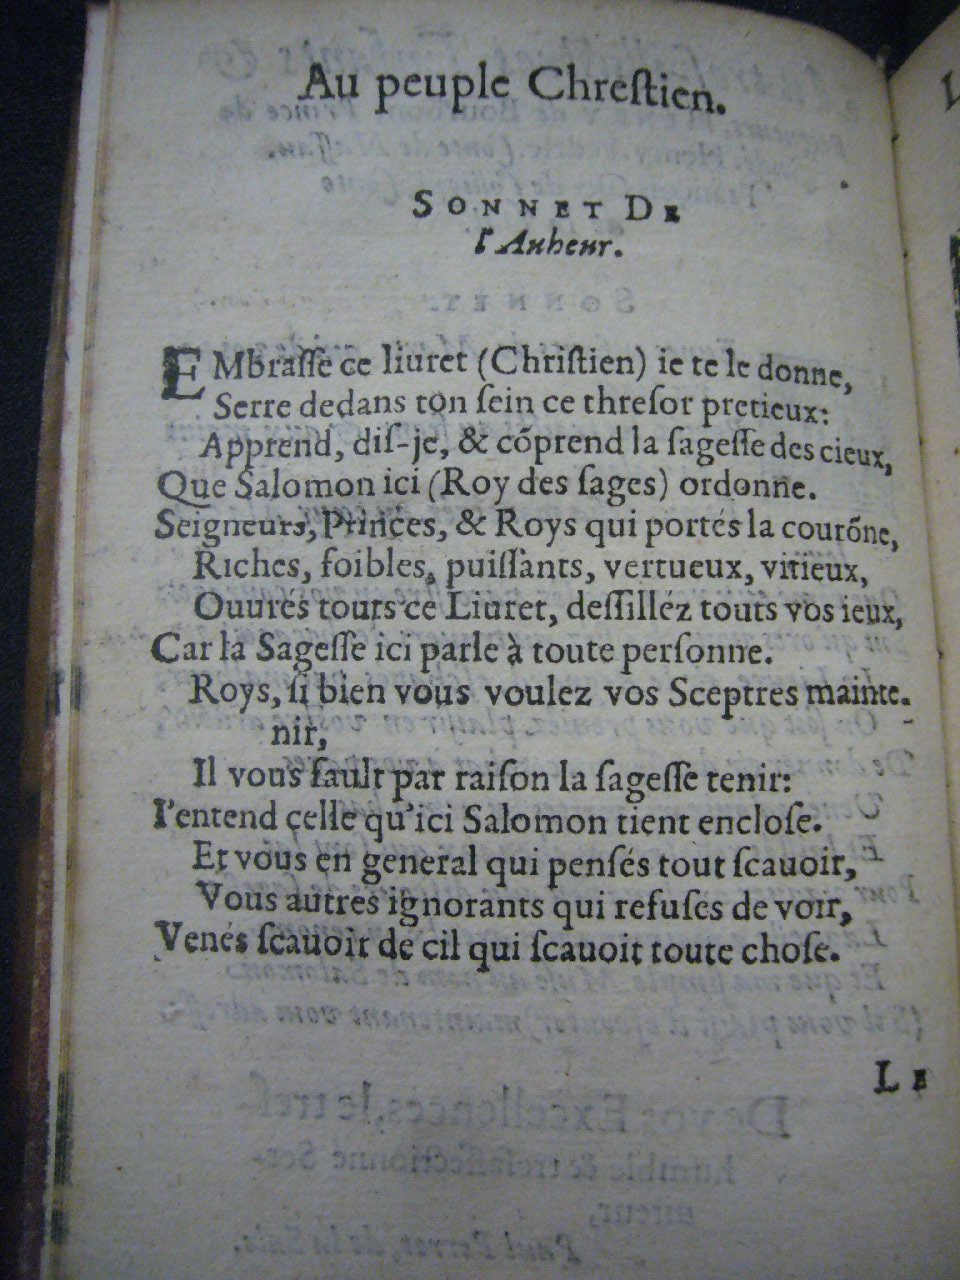 Au peuple Chreſtien.
SONNET DE
l'Auheur.
EMbraſſe ce liuret (Chriſtien) ie te le donne,
Serre dedans ton ſein ce threſor pretieux:
Apprend, diſ-je, & cõprend la ſageſſe des cieux,
Que Salomon ici (Roy des ſages) ordonne.
Seigneurs, Princes, & Roys qui portés la courõne,
Riches, foibles, puiſſants, vertueux, vitieux,
Ouurés touts ce Liuret, deſſilléz touts vos ieux,
Car la Sageſſe ici parle à toute perſonne.
Roys, ſi bien vous voulez vos Sceptres mainte-
nir,
Il vous fault par raiſon la ſageſſe tenir:
I'entend celle qu'ici Salomon tient encloſe.
Et vous en general qui penſés tout ſcauoir,
Vous autres ignorants qui refuſes de voir,
Venés ſcauoir de cil qui ſcauoit toute choſe.
LE